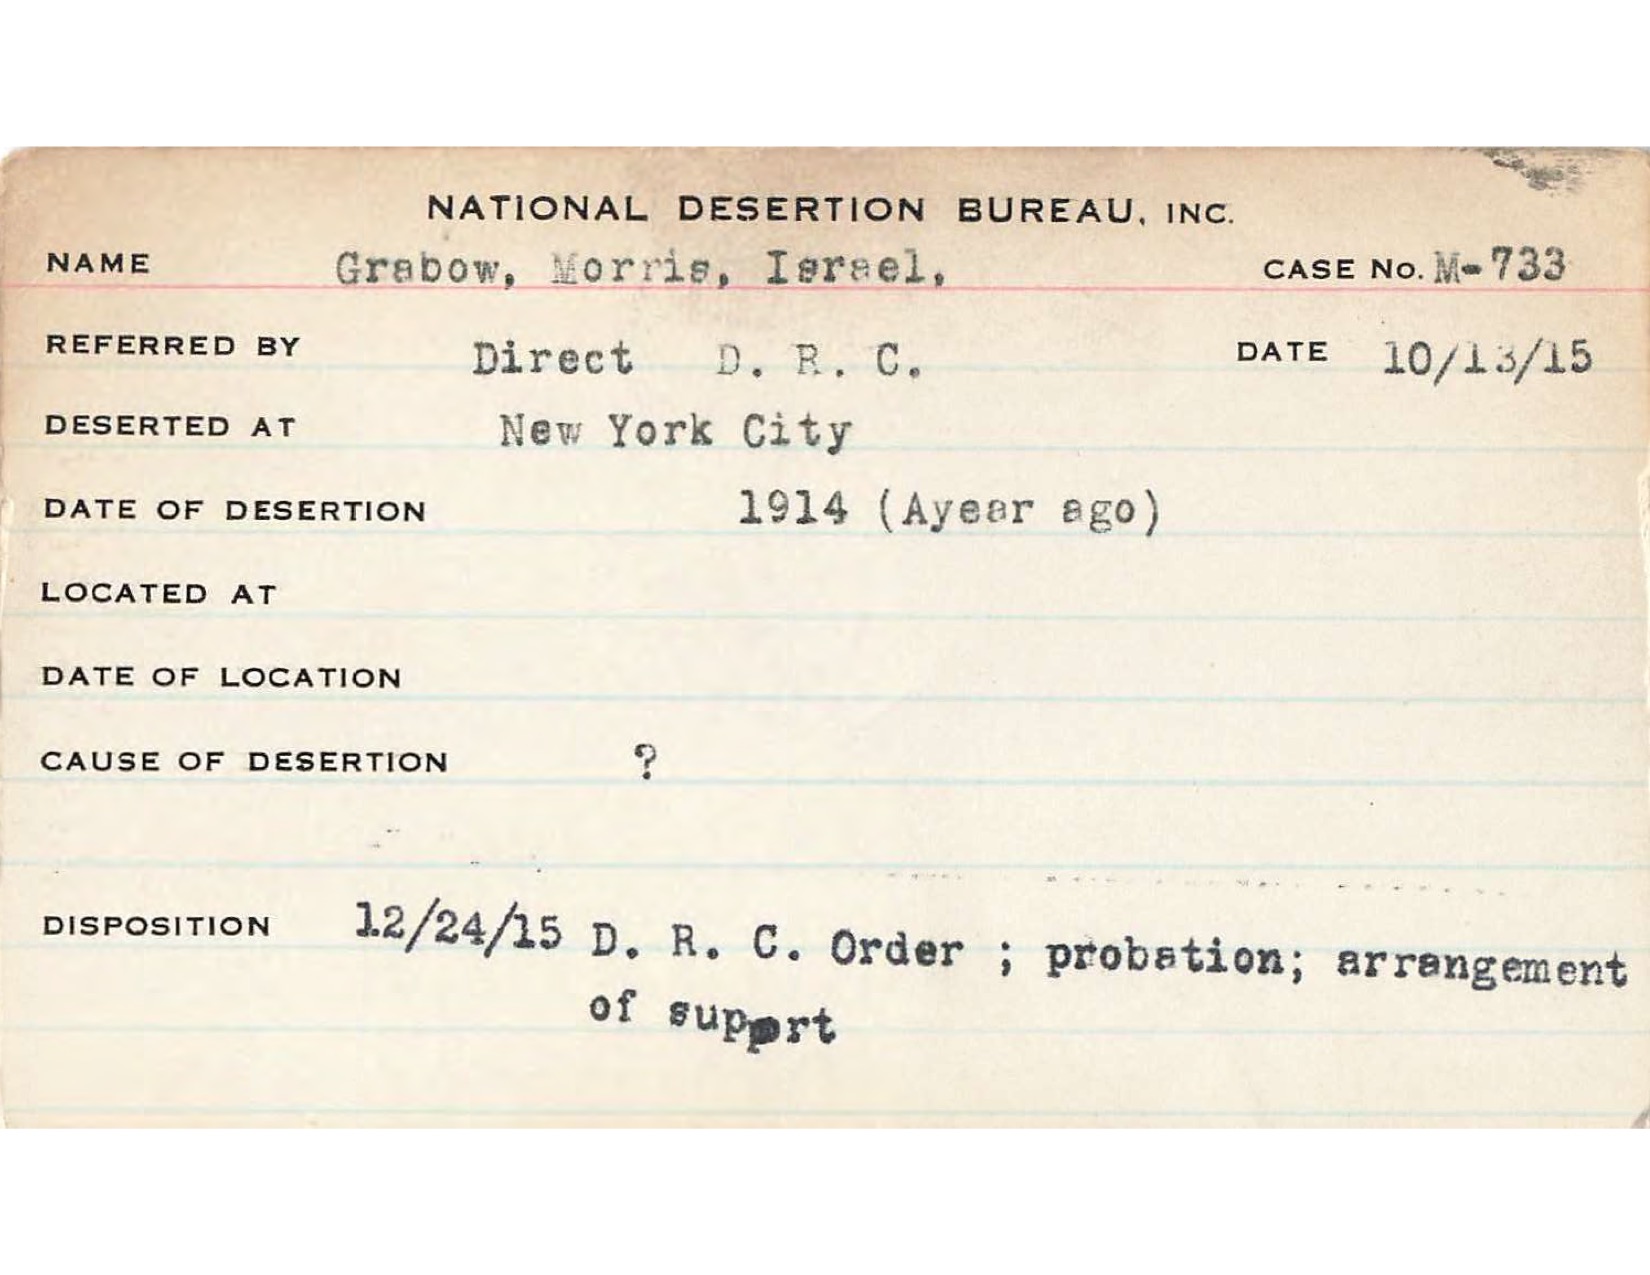 NATIONAL DESERTION BUREAU, INC.
NAME Grabow, Morris, Israel, CASE No. M-733
REFERRED BY Direct D. R. C. DATE 10/13/15
DESERTED AT New York City
DATE OF DESERTION 1914 (Ayear ago)
LOCATED AT
DATE OF LOCATION
CAUSE OF DESERTION ?
DISPOSITION 12/24/15 D. R. C. Order ; probation; arrangement
of support